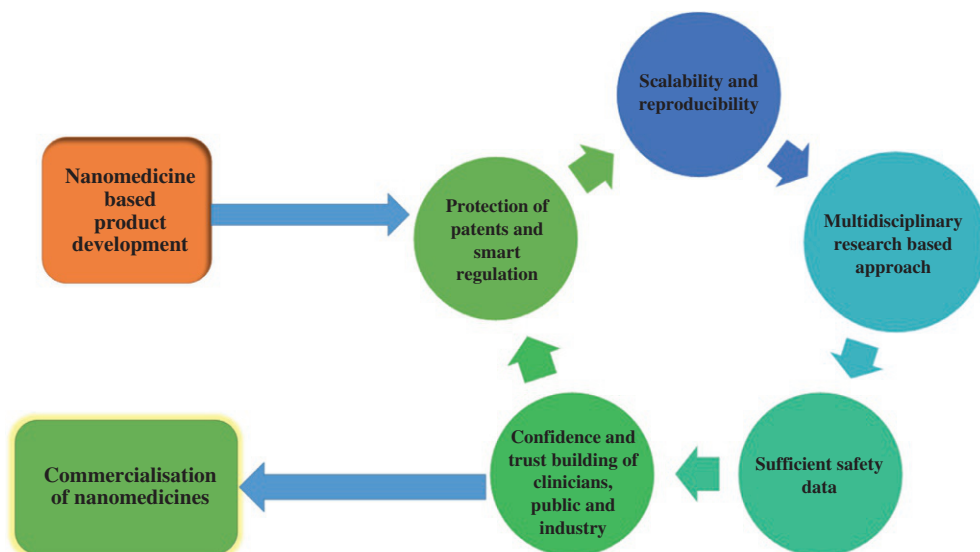 Nanomedicine
based
product
development
Protection of
patents and
smart
regulation
Scalability and
reproducibility
Multidisciplinary
research based
approach
Sufficient safety
data
Confidence and
trust building of
clinicians,
public and
industry
Commercialisation
of nanomedicines